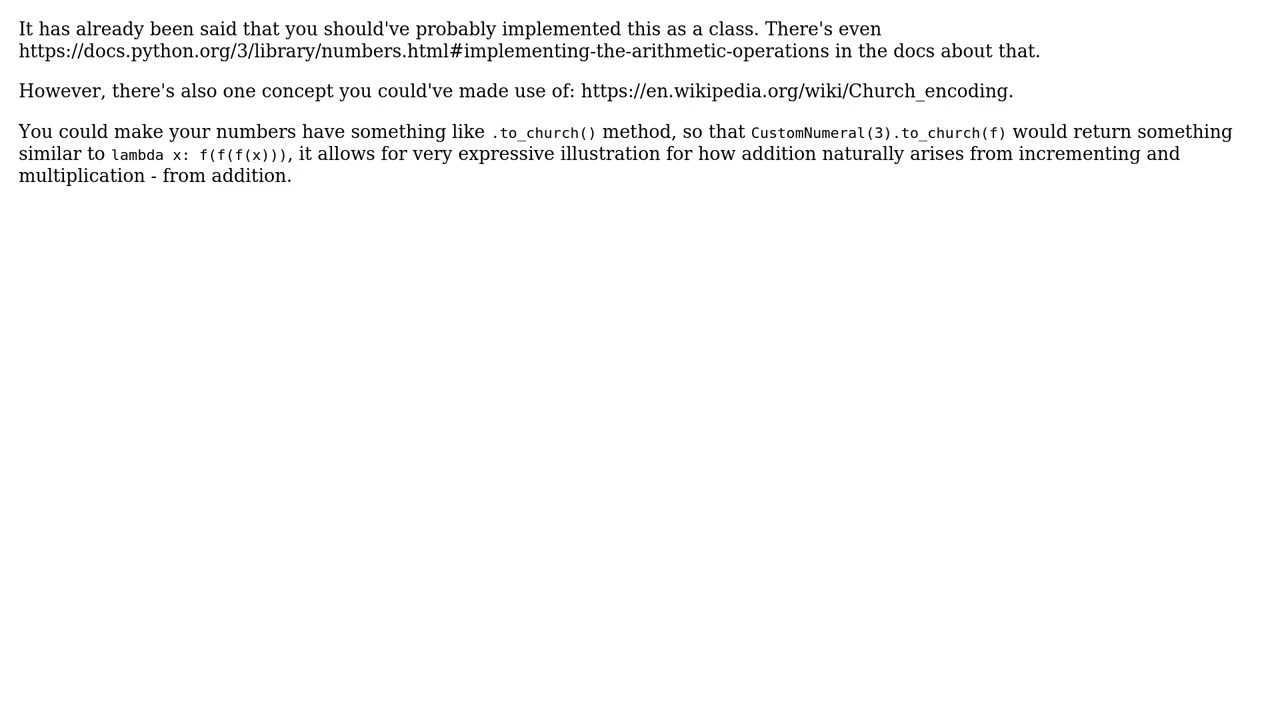 It has already been said that you should've probably implemented this as a class. There's even
https://docs.python.org/3/library/numbers.html#implementing-the-arithmetic-operations in the docs about that.
However, there's also one concept you could've made use of: https://en.wikipedia.org/wiki/Church_encoding.
You could make your numbers have something like .to_church() method, so that CustomNumeral(3).to_church(f) would return something
similar to lambda x: f(f(f(x))), it allows for very expressive illustration for how addition naturally arises from incrementing and
multiplication - from addition.